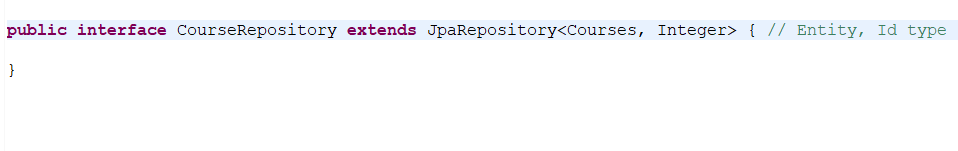 public interface CourseRepository extends JpaRepository<Courses, Integer> { // Entity, Id type
}